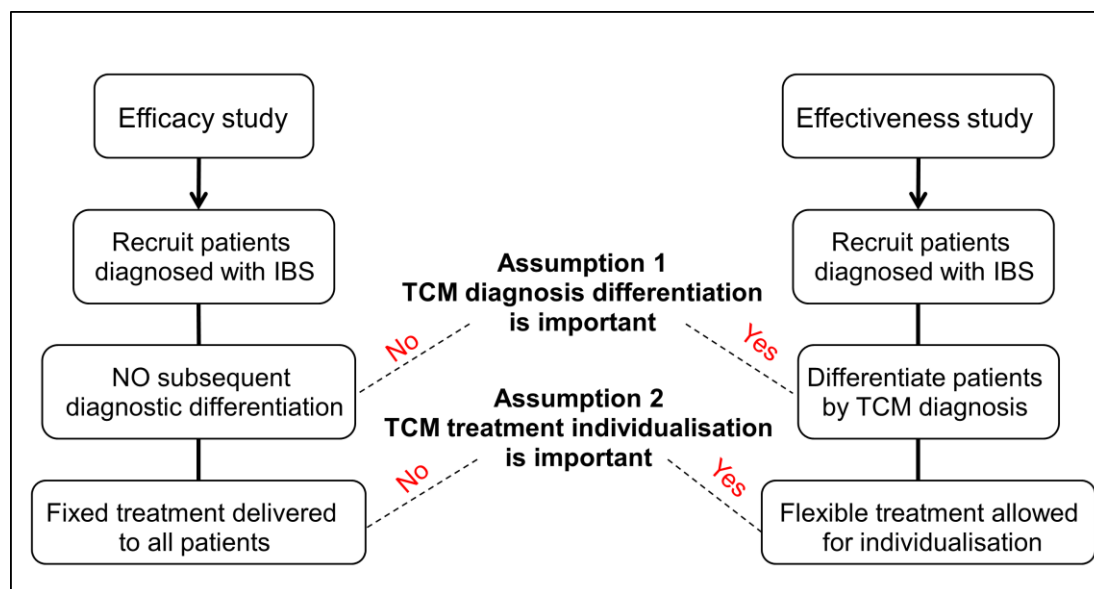 Efficacy study
Effectiveness study
Recruit patients
diagnosed with IBS
Recruit patients
diagnosed with IBS
Assumption 1
TCM diagnosis differentiation
is important
No
Yes
NO subsequent
diagnostic differentiation
Differentiate patients
by TCM diagnosis
Assumption 2
TCM treatment individualisation
is important
No
Yes
Fixed treatment delivered
to all patients
Flexible treatment allowed
for individualisation